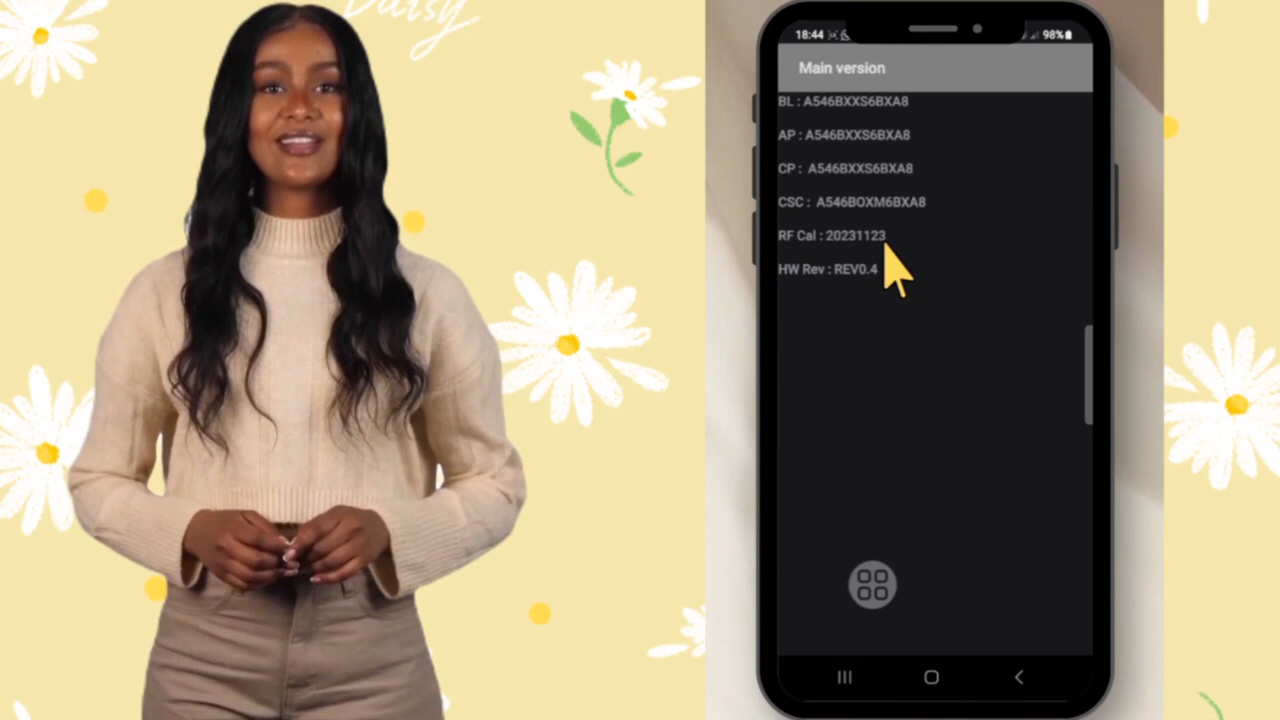 Daisy
18:44
98%
Main version
BL : A546BXXS6BXA8
AP : A546BXXS6BXA8
CP : A546BXXS6BXA8
CSC : A546BOXM6BXA8
RF Cal : 20231123
HW Rev : REV0.4